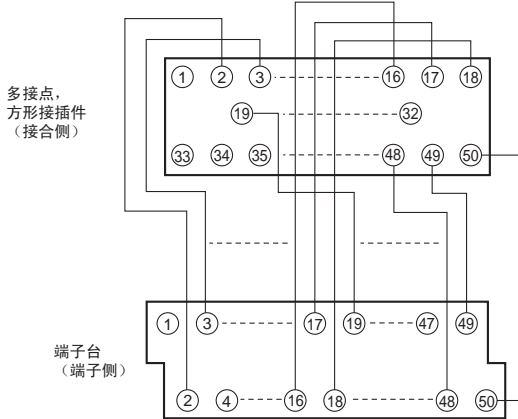 ① ② ③ ⑯ ⑰ ⑱
多接点，
方形接插件
（接合侧）
⑲ ㉜
㉝ ㉞ ㉟ ㊽ ㊾ ㊿
① ③ ⑰ ⑲ ㊼ ㊾
端子台
（端子侧）
② ④ ⑯ ⑱ ㊽ ㊿